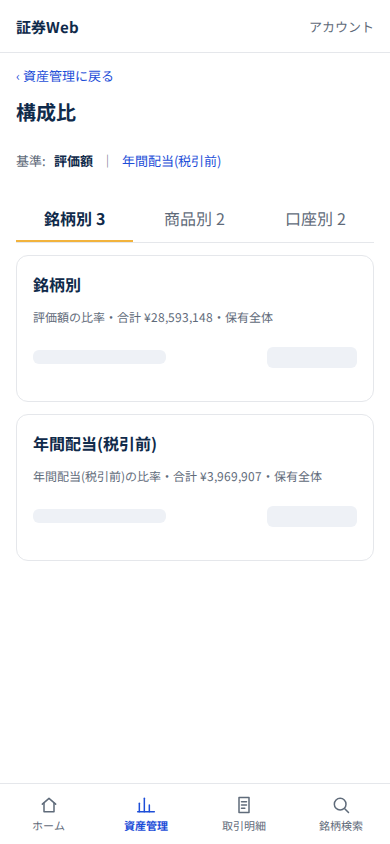 証券Web
アカウント
‹ 資産管理に戻る
構成比
基準: 評価額 | 年間配当(税引前)
銘柄別 3 商品別 2 口座別 2
銘柄別
評価額の比率・合計 ¥28,593,148・保有全体
年間配当(税引前)
年間配当(税引前)の比率・合計 ¥3,969,907・保有全体
ホーム 資産管理 取引明細 銘柄検索